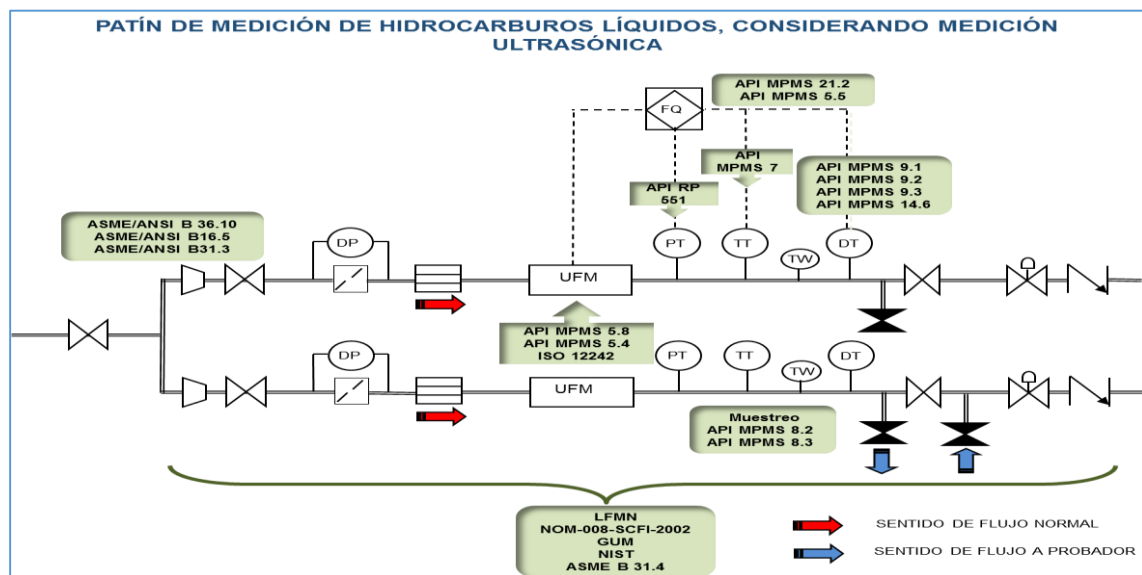 PATÍN DE MEDICIÓN DE HIDROCARBUROS LÍQUIDOS, CONSIDERANDO MEDICIÓN
ULTRASÓNICA
API MPMS 21.2
API MPMS 5.5
FQ
API
MPMS 7
API MPMS 9.1
API MPMS 9.2
API MPMS 9.3
API MPMS 14.6
API RP
551
ASME/ANSI B 36.10
ASME/ANSI B16.5
ASME/ANSI B31.3
DP
PT
TT
TW
DT
UFM
API MPMS 5.8
API MPMS 5.4
ISO 12242
DP
PT
TT
TW
DT
UFM
Muestreo
API MPMS 8.2
API MPMS 8.3
LFMN
NOM-008-SCFI-2002
GUM
NIST
ASME B 31.4
SENTIDO DE FLUJO NORMAL
SENTIDO DE FLUJO A PROBADOR